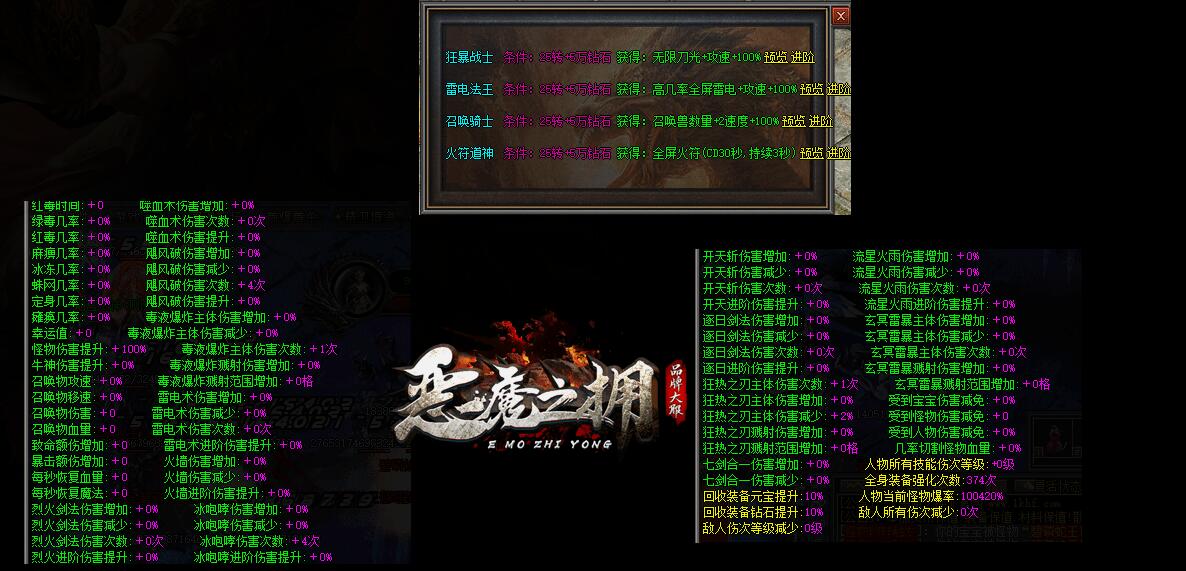 X
狂暴战士 条件: 25转+5万钻石 获得: 无限刀光+攻速+100% 预览 进阶
雷电法王 条件: 25转+5万钻石 获得: 高几率全屏雷电+攻速+100% 预览 进阶
召唤骑士 条件: 25转+5万钻石 获得: 召唤兽数量+2速度+100% 预览 进阶
火符道神 条件: 25转+5万钻石 获得: 全屏火符(CD30秒,持续3秒) 预览 进阶
红毒时间:+0 噬血术伤害增加:+0%
绿毒几率:+0% 噬血术伤害次数:+0次
红毒几率:+0% 噬血术伤害提升:+0%
麻痹几率:+0% 飓风破伤害增加:+0%
冰冻几率:+0% 飓风破伤害减少:+0%
蛛网几率:+0% 飓风破伤害次数:+4次
定身几率:+0% 飓风破伤害提升:+0%
瘫痪几率:+0% 毒液爆炸主体伤害增加:+0%
幸运值:+0 毒液爆炸主体伤害减少:+0%
怪物伤害提升:+100% 毒液爆炸主体伤害次数:+1次
牛神伤害提升:+0% 毒液爆炸溅射伤害增加:+0%
召唤物攻速:+0% 毒液爆炸溅射范围增加:+0格
召唤物移速:+0% 雷电术伤害增加:+0%
召唤物伤害:+0 雷电术伤害减少:+0%
召唤物血量:+0 雷电术伤害次数:+0次
致命额伤增加:+0 雷电术进阶伤害提升:+0%
暴击额伤增加:+0 火墙伤害增加:+0%
每秒恢复血量:+0 火墙伤害减少:+0%
每秒恢复魔法:+0 火墙进阶伤害提升:+0%
烈火剑法伤害增加:+0% 冰咆哮伤害增加:+0%
烈火剑法伤害减少:+0% 冰咆哮伤害减少:+0%
烈火剑法伤害次数:+0次 冰咆哮伤害次数:+4次
烈火进阶伤害提升:+0% 冰咆哮进阶伤害提升:+0%
恶魔之拥
品牌大服
E MO ZHI YONG
开天斩伤害增加:+0% 流星火雨伤害增加:+0%
开天斩伤害减少:+0% 流星火雨伤害减少:+0%
开天斩伤害次数:+0次 流星火雨伤害次数:+0次
开天进阶伤害提升:+0% 流星火雨进阶伤害提升:+0%
逐日剑法伤害增加:+0% 玄冥雷暴主体伤害增加:+0%
逐日剑法伤害减少:+0% 玄冥雷暴主体伤害减少:+0%
逐日剑法伤害次数:+0次 玄冥雷暴主体伤害次数:+0次
逐日进阶伤害提升:+0% 玄冥雷暴溅射伤害增加:+0%
狂热之刃主体伤害次数:+1次 玄冥雷暴溅射范围增加:+0格
狂热之刃主体伤害增加:+0% 受到宝宝伤害减免:+0%
狂热之刃主体伤害减少:+2% 受到怪物伤害减免:+0
狂热之刃溅射伤害增加:+0% 受到人物伤害减免:+0%
狂热之刃溅射范围增加:+0格 几率切割怪物血量:+0%
七剑合一伤害增加:+0% 人物所有技能伤次等级:+0级
七剑合一伤害减少:+0% 全身装备强化次数:374次
回收装备元宝提升:10% 人物当前怪物爆率:100420%
回收装备钻石提升:10% 敌人所有伤次减少:0次
敌人伤次等级减少:0级